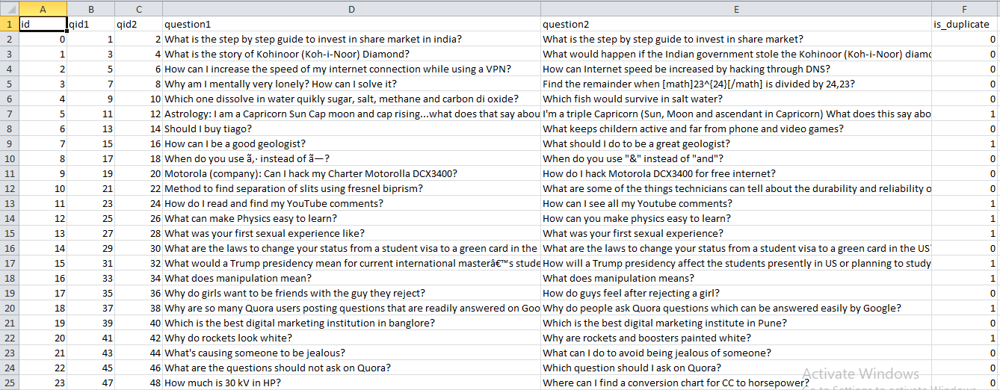 A B C D E F
1 id qid1 qid2 question1 question2 is_duplicate
2 0 1 2 What is the step by step guide to invest in share market in india? What is the step by step guide to invest in share market? 0
3 1 3 4 What is the story of Kohinoor (Koh-i-Noor) Diamond? What would happen if the Indian government stole the Kohinoor (Koh-i-Noor) diamo 0
4 2 5 6 How can I increase the speed of my internet connection while using a VPN? How can Internet speed be increased by hacking through DNS? 0
5 3 7 8 Why am I mentally very lonely? How can I solve it? Find the remainder when [math]23^{24}[/math] is divided by 24,23? 0
6 4 9 10 Which one dissolve in water quikly sugar, salt, methane and carbon di oxide? Which fish would survive in salt water? 0
7 5 11 12 Astrology: I am a Capricorn Sun Cap moon and cap rising...what does that say abou I'm a triple Capricorn (Sun, Moon and ascendant in Capricorn) What does this say abo 1
8 6 13 14 Should I buy tiago? What keeps childern active and far from phone and video games? 0
9 7 15 16 How can I be a good geologist? What should I do to be a great geologist? 1
10 8 17 18 When do you use ã‚· instead of ã—? When do you use "&" instead of "and"? 0
11 9 19 20 Motorola (company): Can I hack my Charter Motorolla DCX3400? How do I hack Motorola DCX3400 for free internet? 0
12 10 21 22 Method to find separation of slits using fresnel biprism? What are some of the things technicians can tell about the durability and reliability o 0
13 11 23 24 How do I read and find my YouTube comments? How can I see all my Youtube comments? 1
14 12 25 26 What can make Physics easy to learn? How can you make physics easy to learn? 1
15 13 27 28 What was your first sexual experience like? What was your first sexual experience? 1
16 14 29 30 What are the laws to change your status from a student visa to a green card in the What are the laws to change your status from a student visa to a green card in the US 0
17 15 31 32 What would a Trump presidency mean for current international masterâ€™s stude How will a Trump presidency affect the students presently in US or planning to study 1
18 16 33 34 What does manipulation mean? What does manipulation means? 1
19 17 35 36 Why do girls want to be friends with the guy they reject? How do guys feel after rejecting a girl? 0
20 18 37 38 Why are so many Quora users posting questions that are readily answered on Goo Why do people ask Quora questions which can be answered easily by Google? 1
21 19 39 40 Which is the best digital marketing institution in banglore? Which is the best digital marketing institute in Pune? 0
22 20 41 42 Why do rockets look white? Why are rockets and boosters painted white? 1
23 21 43 44 What's causing someone to be jealous? What can I do to avoid being jealous of someone? 0
24 22 45 46 What are the questions should not ask on Quora? Which question should I ask on Quora? 0
25 23 47 48 How much is 30 kV in HP? Where can I find a conversion chart for CC to horsepower? 0
Activate Windows
Go to Settings to activate Windows